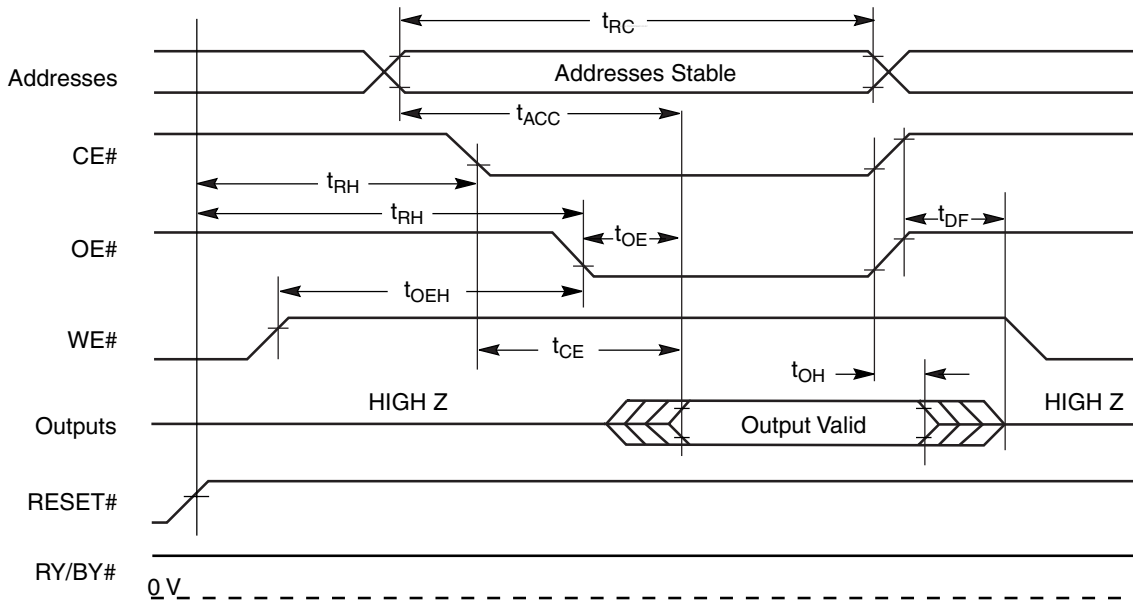 tRC
Addresses
Addresses Stable
tACC
CE#
tRH
tRH
tOE
tDF
OE#
tOEH
WE#
tCE
tOH
HIGH Z
HIGH Z
Outputs
Output Valid
RESET#
RY/BY#
0 V